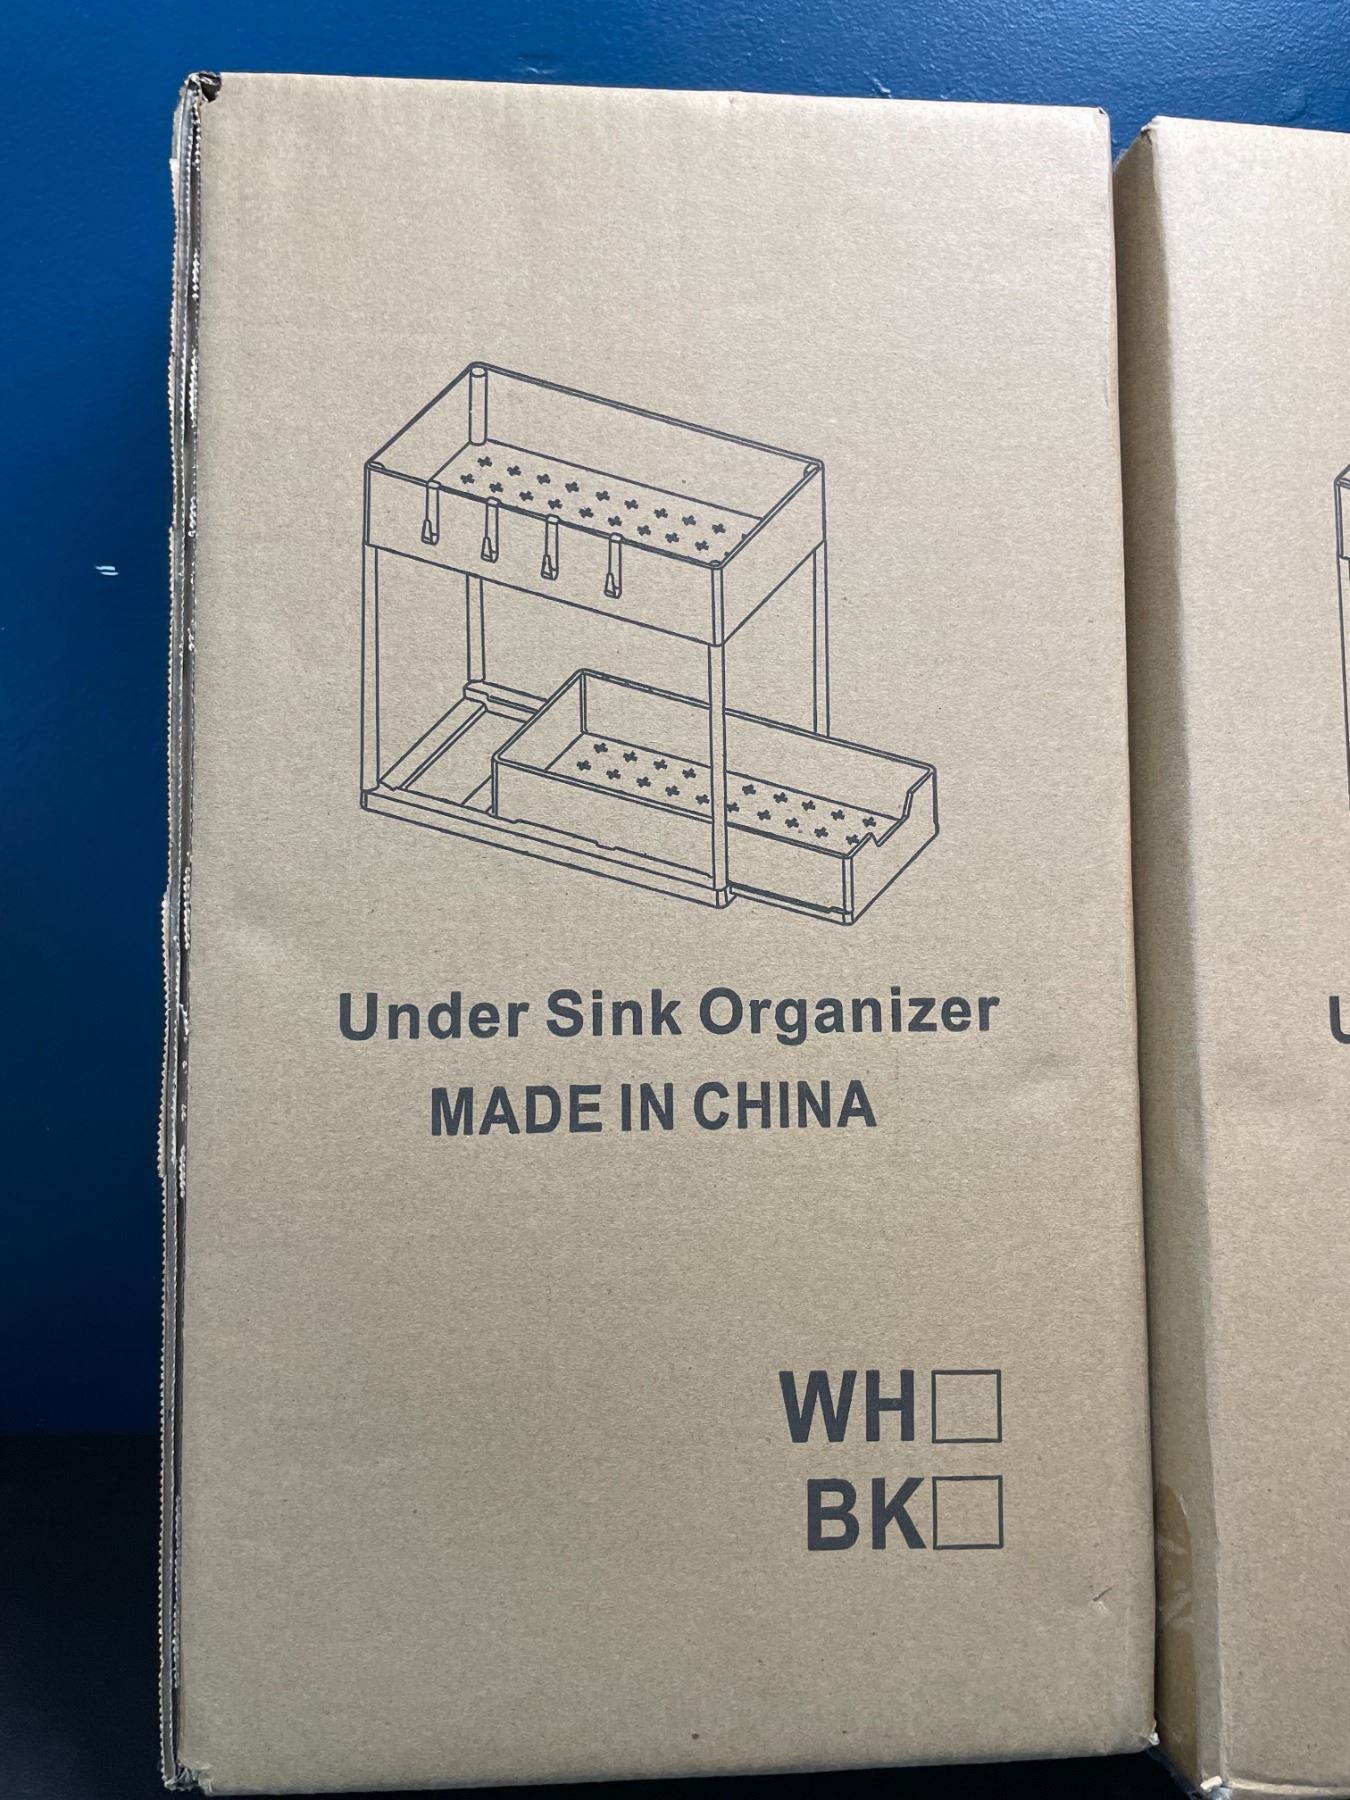 Under Sink Organizer
MADE IN CHINA
WH
BK